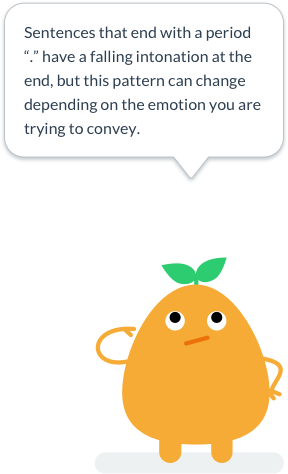 Sentences that end with a period
“.” have a falling intonation at the
end, but this pattern can change
depending on the emotion you are
trying to convey.